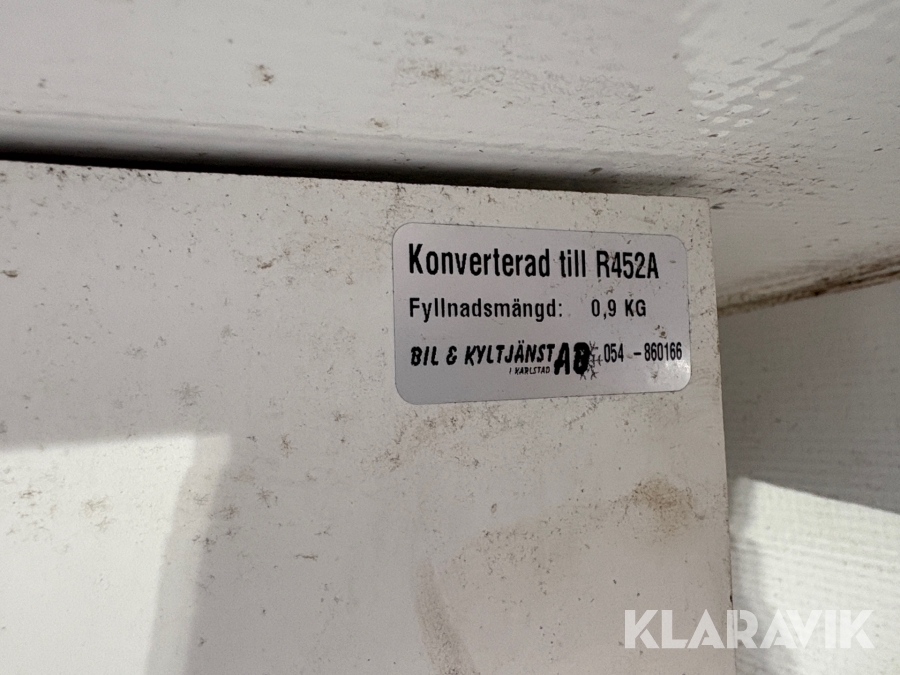 Konverterad till R452A
Fyllnadsmängd: 0,9 KG
BIL & KYLTJÄNST AB 054 - 860166
I KARLSTAD
KLARAVIK